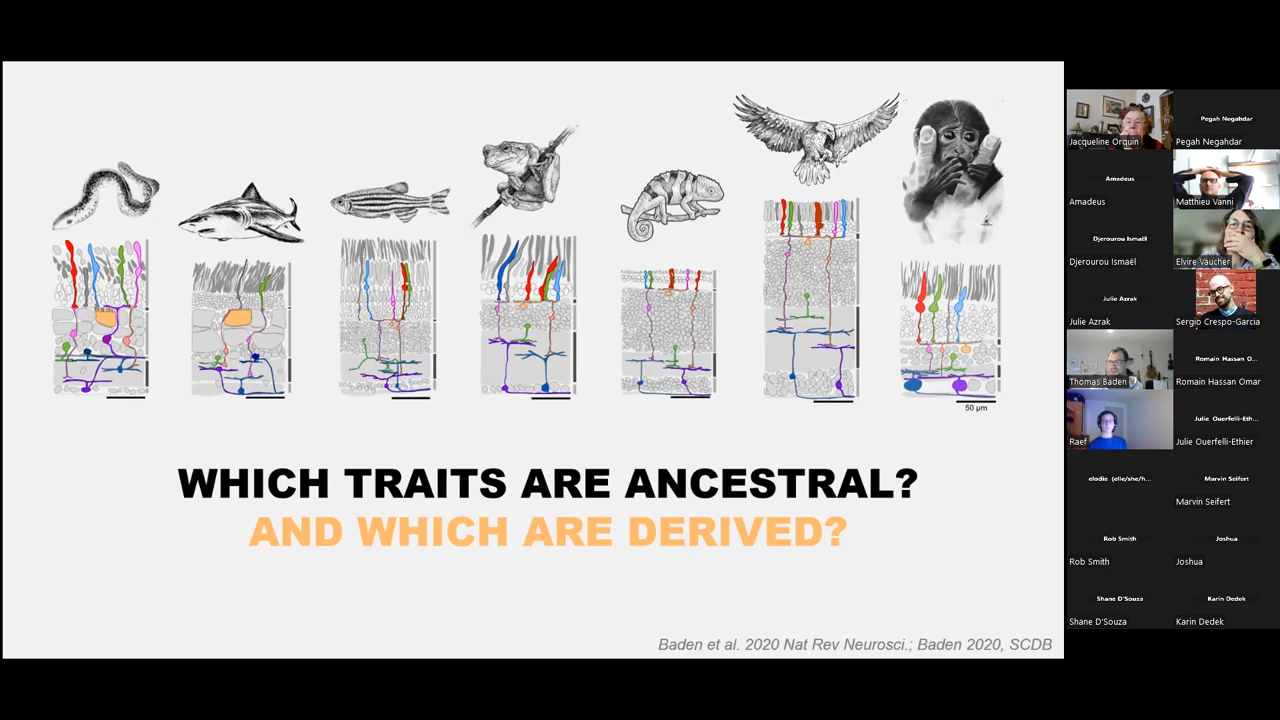 50 µm
WHICH TRAITS ARE ANCESTRAL?
AND WHICH ARE DERIVED?
Baden et al. 2020 Nat Rev Neurosci.; Baden 2020, SCDB
Jacqueline Orquin
Pegah Negahdar
Pegah Negahdar
Amadeus
Amadeus
Matthieu Vanni
Djerourou Ismaël
Djerourou Ismaël
Elvire Vaucher
Julie Azrak
Julie Azrak
Sergio Crespo-Garcia
Thomas Baden
Romain Hassan O...
Romain Hassan Omar
Raef
Julie Ouerfelli-Eth...
Julie Ouerfelli-Ethier
elodie (elle/she/h...
Marvin Seifert
Marvin Seifert
Rob Smith
Rob Smith
Joshua
Joshua
Shane D'Souza
Shane D'Souza
Karin Dedek
Karin Dedek